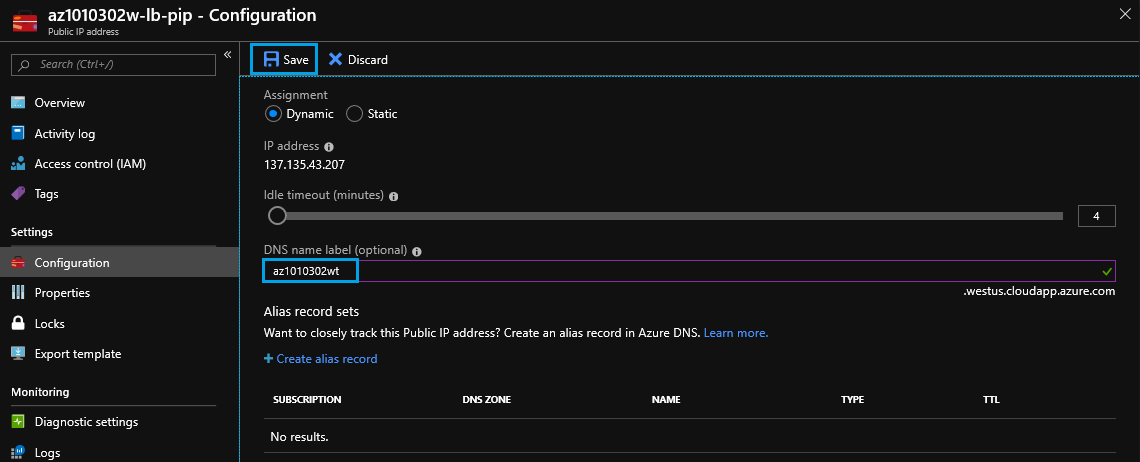 az1010302w-lb-pip - Configuration
Public IP address
Search (Ctrl+/)
«
Overview
Activity log
Access control (IAM)
Tags
Settings
Configuration
Properties
Locks
Export template
Monitoring
Diagnostic settings
Logs
Save Discard
Assignment
Dynamic Static
IP address
137.135.43.207
Idle timeout (minutes)
4
DNS name label (optional)
az1010302wt
.westus.cloudapp.azure.com
Alias record sets
Want to closely track this Public IP address? Create an alias record in Azure DNS. Learn more.
+ Create alias record
SUBSCRIPTION DNS ZONE NAME TYPE TTL
No results.